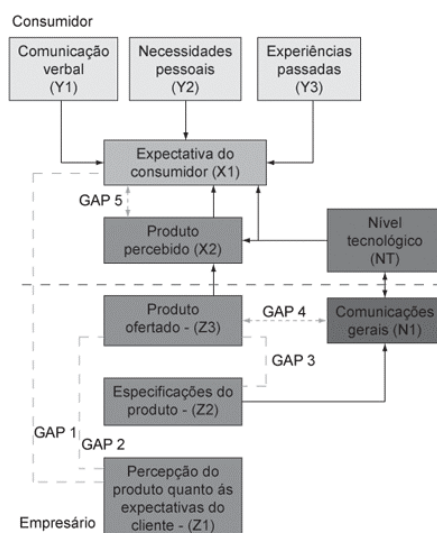 Consumidor
Comunicação
verbal
(Y1)
Necessidades
pessoais
(Y2)
Experiências
passadas
(Y3)
Expectativa do
consumidor (X1)
GAP 5
Produto
percebido (X2)
Nível
tecnológico
(NT)
Produto
ofertado - (Z3)
GAP 4
Comunicações
gerais (N1)
GAP 3
Especificações do
produto - (Z2)
GAP 1
GAP 2
Percepção do
produto quanto ás
expectativas do
cliente - (Z1)
Empresário